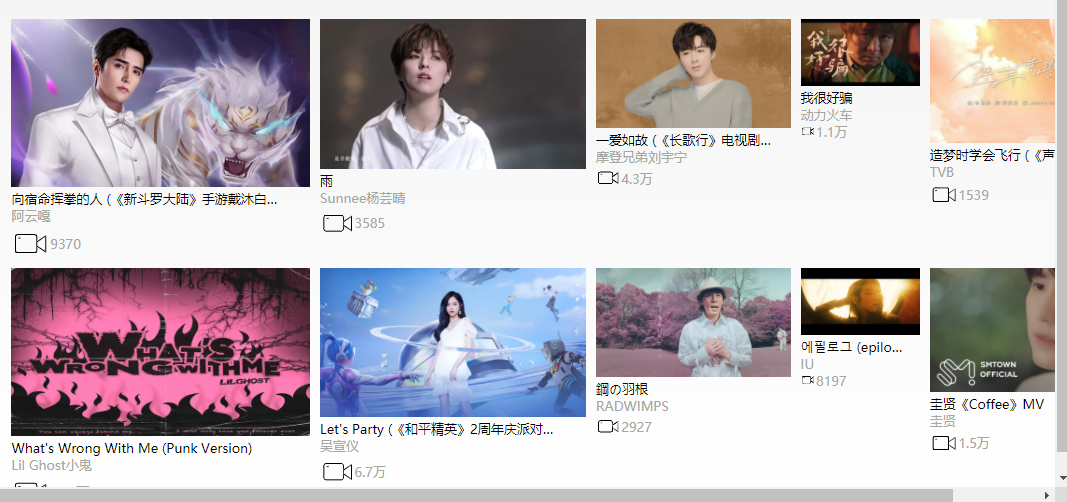 向宿命挥拳的人 (《新斗罗大陆》手游戴沐白...
阿云嘎
9370
雨
Sunnee杨芸晴
3585
一爱如故 (《长歌行》电视剧...
摩登兄弟刘宇宁
4.3万
我很好骗
我很好骗
动力火车
1.1万
造梦时学会飞行 (《声
TVB
1539
WHAT'S WRONG WITH ME
LILGHOST
What's Wrong With Me (Punk Version)
Lil Ghost小鬼
Let's Party (《和平精英》2周年庆派对...
吴宣仪
6.7万
鋼の羽根
RADWIMPS
2927
에필로그 (epilo...
IU
8197
SMTOWN
OFFICIAL
圭贤《Coffee》MV
圭贤
1.5万